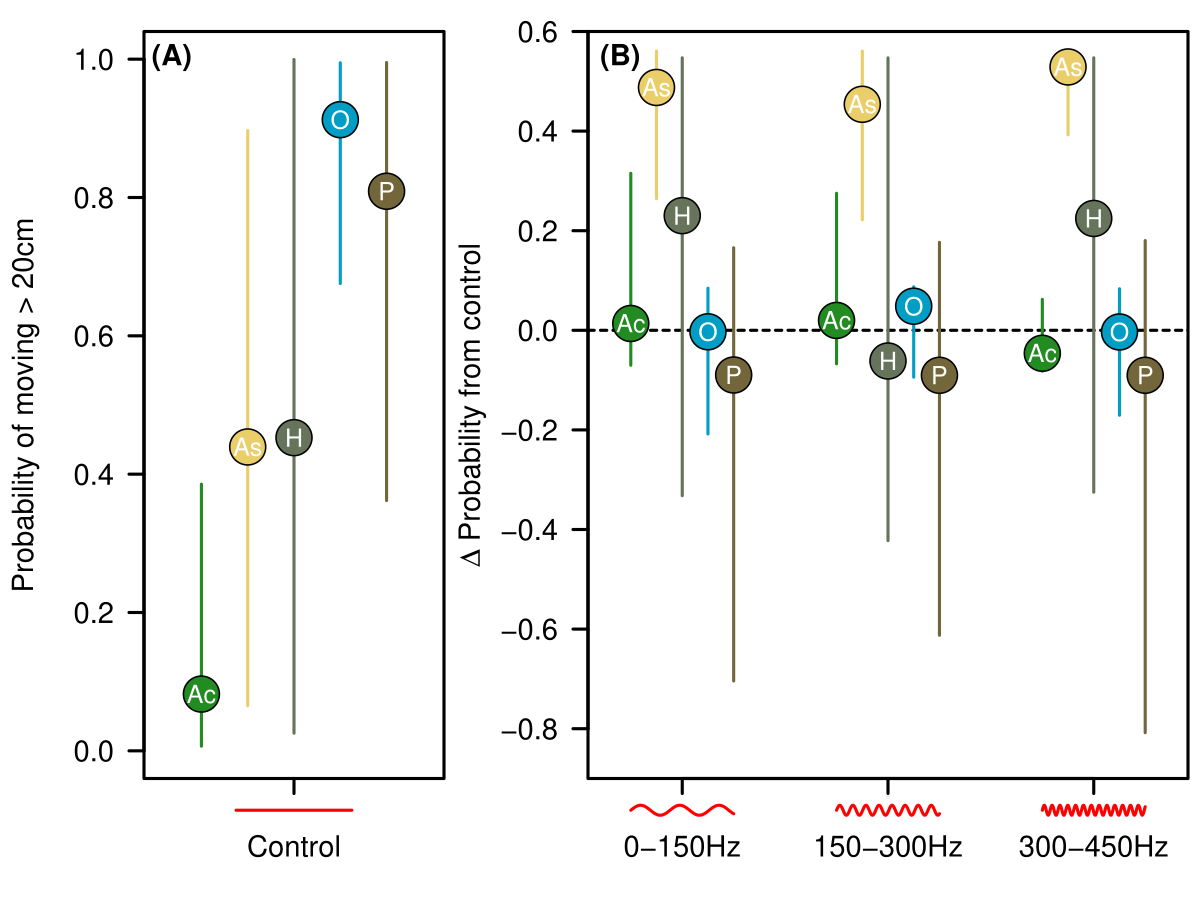 (A)
Probability of moving > 20cm
1.0
0.8
0.6
0.4
0.2
0.0
Ac
As
H
O
P
Control
(B)
Δ Probability from control
0.6
0.4
0.2
0.0
−0.2
−0.4
−0.6
−0.8
Ac
As
H
O
P
Ac
As
H
O
P
Ac
As
H
O
P
0−150Hz
150−300Hz
300−450Hz